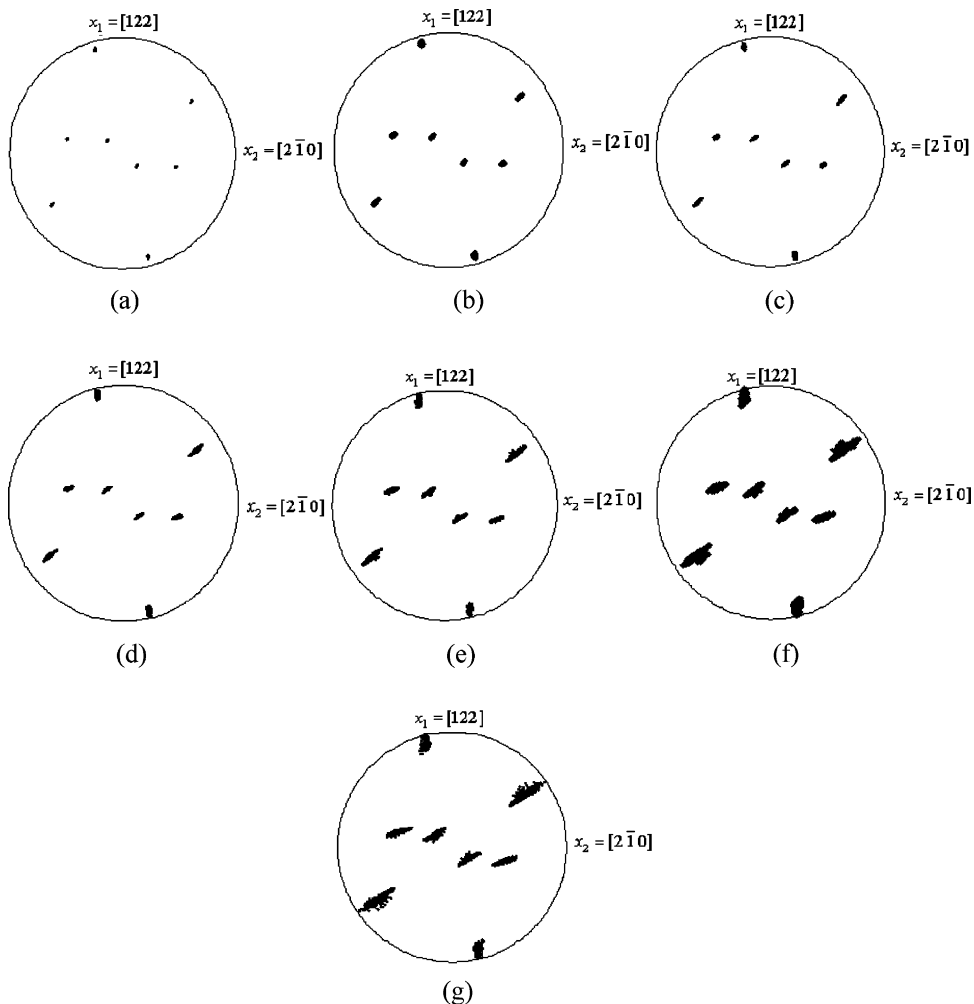 x₁ = [122]
x₁ = [122]
x₁ = [122]
x₂ = [2 1̅ 0]
x₂ = [2 1̅ 0]
x₂ = [2 1̅ 0]
(a)
(b)
(c)
x₁ = [122]
x₁ = [122]
x₁ = [122]
x₂ = [2 1̅ 0]
x₂ = [2 1̅ 0]
x₂ = [2 1̅ 0]
(d)
(e)
(f)
x₁ = [122]
x₂ = [2 1̅ 0]
(g)